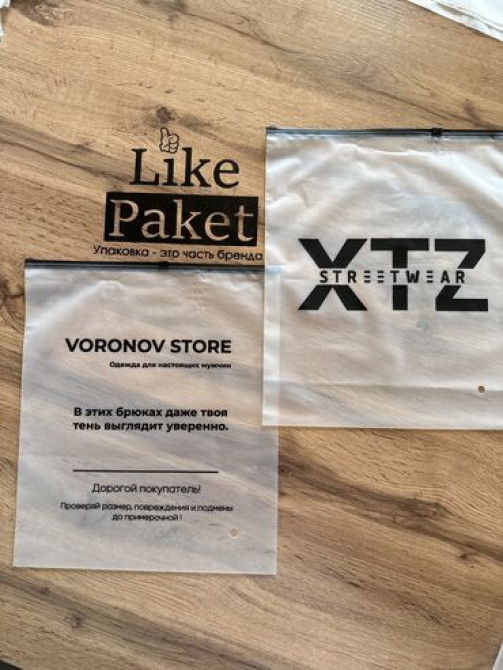 Like
Paket
Упаковка - это часть бренда
XTZ
STREETWEAR
VORONOV STORE
Одежда для настоящих мужчин
В этих брюках даже твоя
тень выглядит уверенно.
Дорогой покупатель!
Проверяй размер, повреждения и подмены
до примерочной !